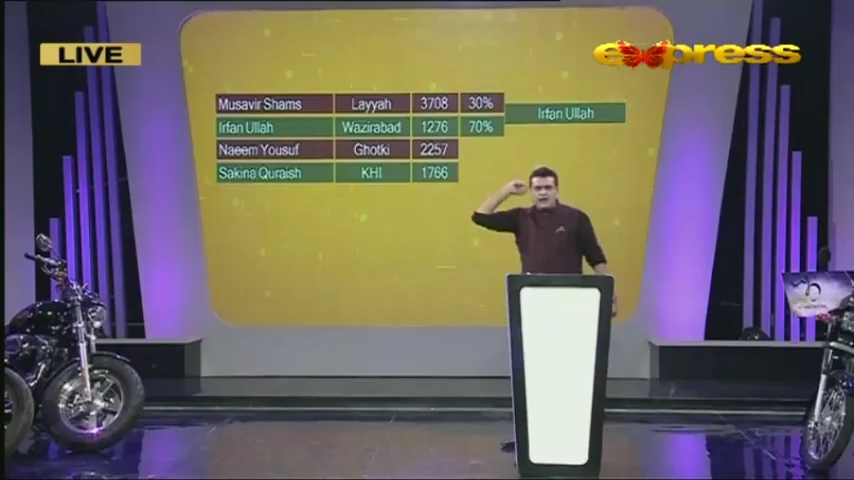 LIVE
express
Musavir Shams Layyah 3708 30%
Irfan Ullah
Irfan Ullah Wazirabad 1276 70%
Naeem Yousuf Ghotki 2257
Sakina Quraish KHI 1766